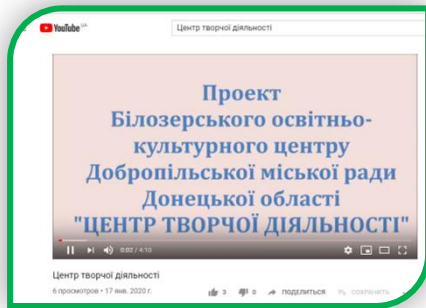 YouTube UA
Центр творчої діяльності
Проект
Білозерського освітньо-
культурного центру
Добропільської міської ради
Донецької області
"ЦЕНТР ТВОРЧОЇ ДІЯЛЬНОСТІ"
0:02 / 4:10
Центр творчої діяльності
6 просмотров • 17 янв. 2020 г.
3 0 ПОДЕЛИТЬСЯ СОХРАНИТЬ